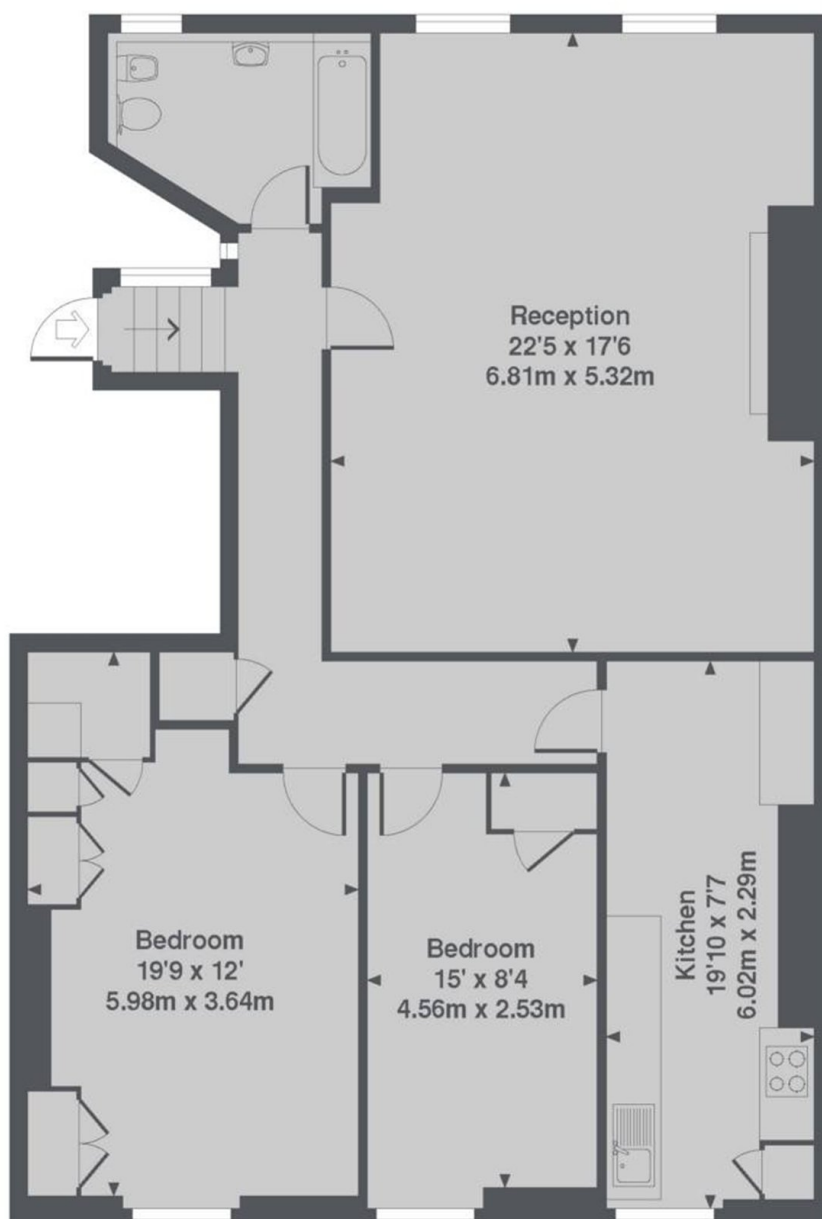 Reception
22'5 x 17'6
6.81m x 5.32m
Bedroom
19'9 x 12'
5.98m x 3.64m
Bedroom
15' x 8'4
4.56m x 2.53m
Kitchen
19'10 x 7'7
6.02m x 2.29m